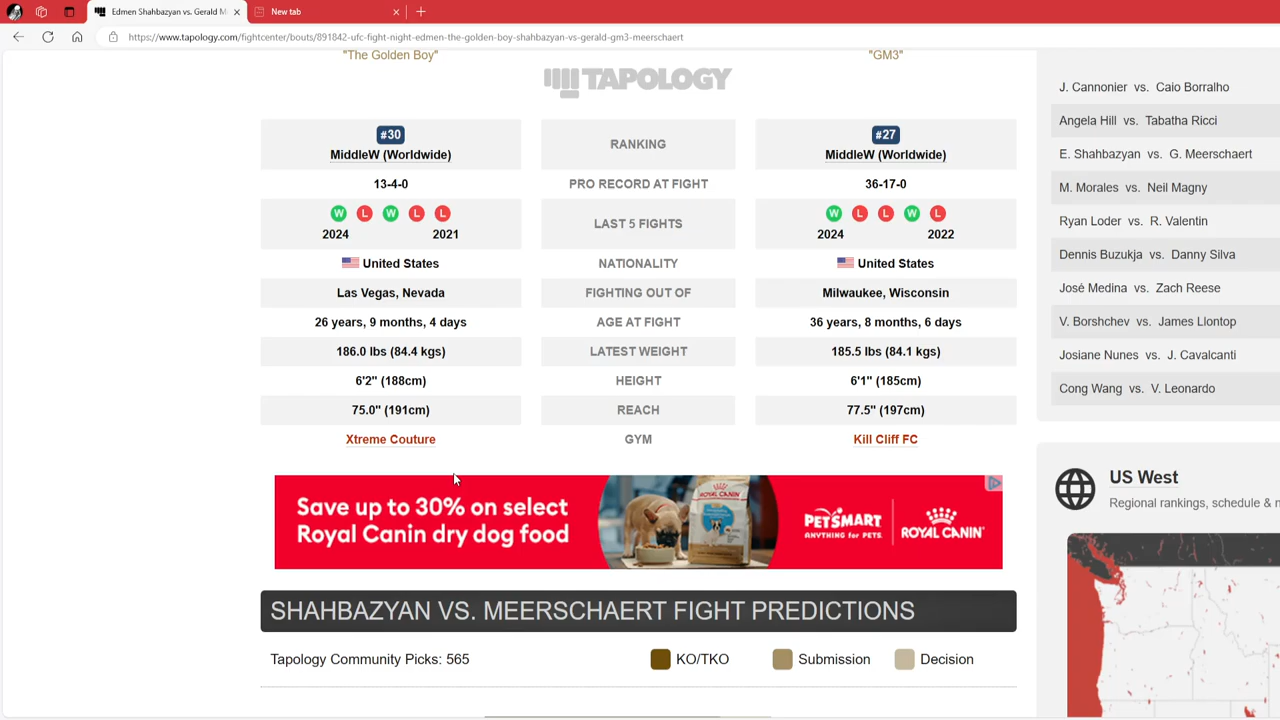 Edmen Shahbazyan vs. Gerald M
New tab
https://www.tapology.com/fightcenter/bouts/891842-ufc-fight-night-edmen-the-golden-boy-shahbazyan-vs-gerald-gm3-meerschaert
"The Golden Boy"
"GM3"
TAPOLOGY
#30
MiddleW (Worldwide)
RANKING
#27
MiddleW (Worldwide)
13-4-0
PRO RECORD AT FIGHT
36-17-0
W L W L L
2024 2021
LAST 5 FIGHTS
W L L W L
2024 2022
United States
NATIONALITY
United States
Las Vegas, Nevada
FIGHTING OUT OF
Milwaukee, Wisconsin
26 years, 9 months, 4 days
AGE AT FIGHT
36 years, 8 months, 6 days
186.0 lbs (84.4 kgs)
LATEST WEIGHT
185.5 lbs (84.1 kgs)
6'2" (188cm)
HEIGHT
6'1" (185cm)
75.0" (191cm)
REACH
77.5" (197cm)
Xtreme Couture
GYM
Kill Cliff FC
Save up to 30% on select
Royal Canin dry dog food
ROYAL CANIN
PETSMART
ANYTHING for PETS
ROYAL CANIN
SHAHBAZYAN VS. MEERSCHAERT FIGHT PREDICTIONS
Tapology Community Picks: 565
KO/TKO
Submission
Decision
J. Cannonier vs. Caio Borralho
Angela Hill vs. Tabatha Ricci
E. Shahbazyan vs. G. Meerschaert
M. Morales vs. Neil Magny
Ryan Loder vs. R. Valentin
Dennis Buzukja vs. Danny Silva
José Medina vs. Zach Reese
V. Borshchev vs. James Llontop
Josiane Nunes vs. J. Cavalcanti
Cong Wang vs. V. Leonardo
US West
Regional rankings, schedule &